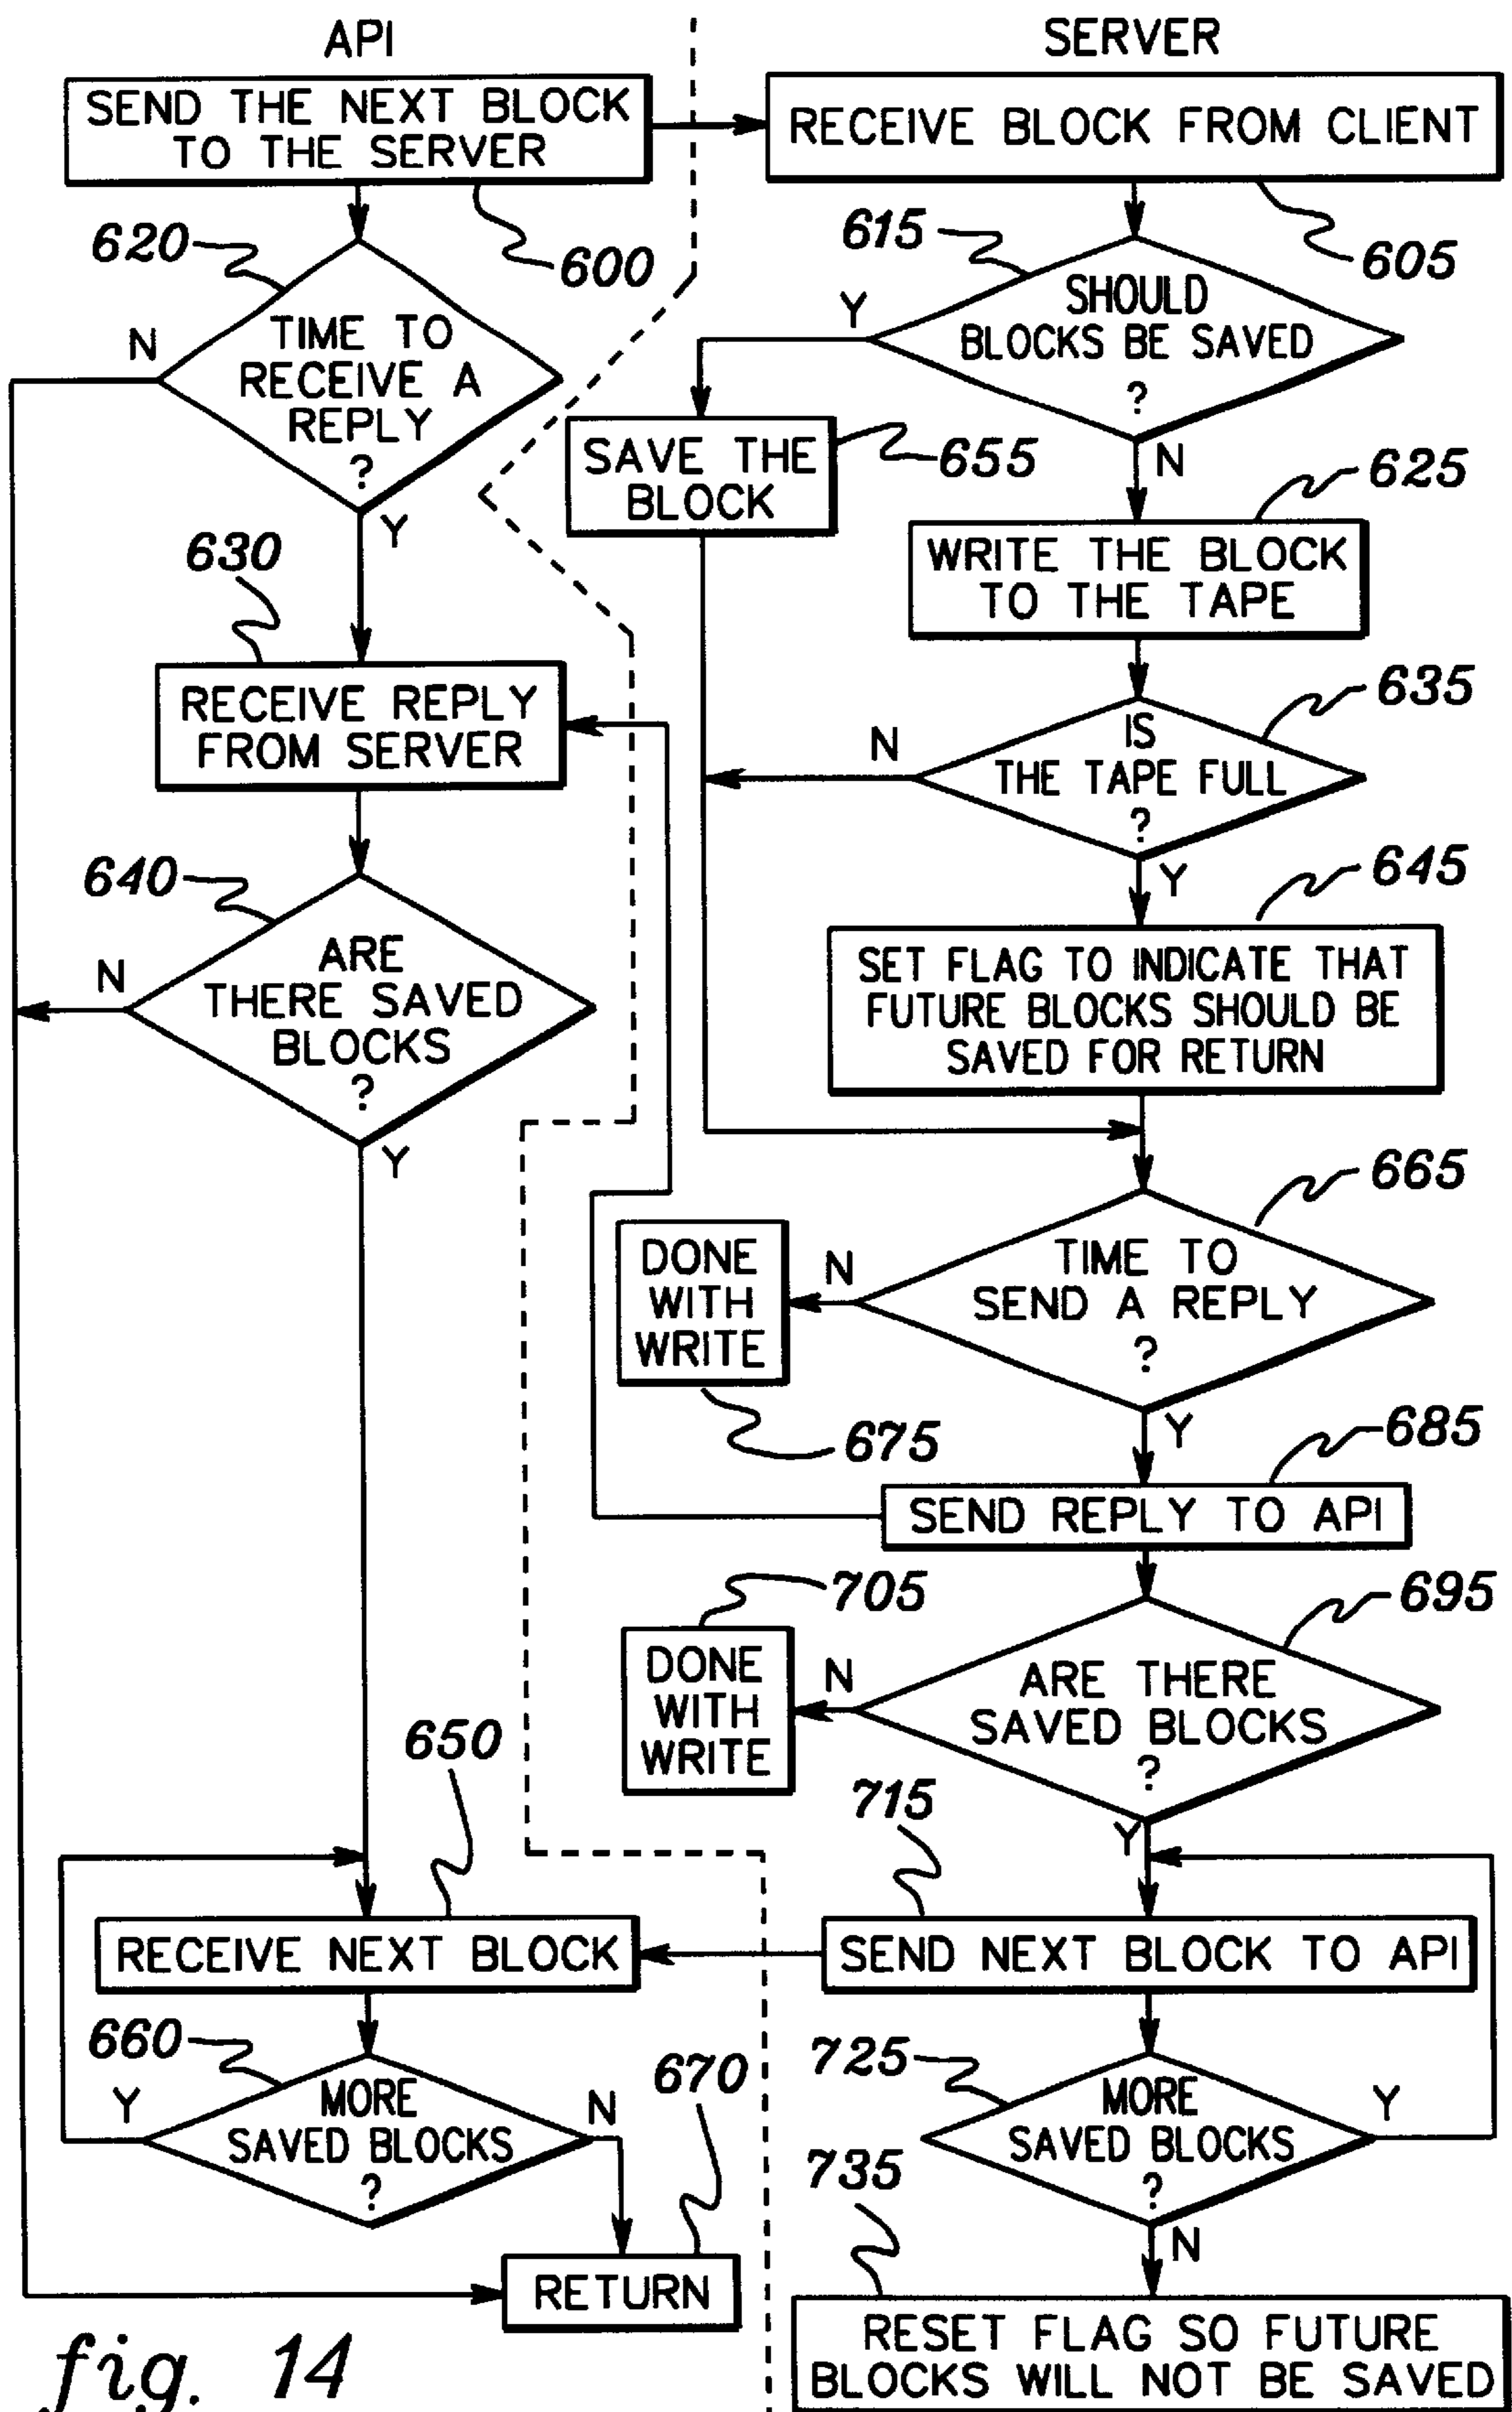 API
SERVER
SEND THE NEXT BLOCK
TO THE SERVER
RECEIVE BLOCK FROM CLIENT
600
605
620
TIME TO
RECEIVE A
REPLY
?
N
Y
615
SHOULD
BLOCKS BE SAVED
?
Y
N
SAVE THE
BLOCK
655
625
WRITE THE BLOCK
TO THE TAPE
630
RECEIVE REPLY
FROM SERVER
635
IS
THE TAPE FULL
?
N
Y
640
ARE
THERE SAVED
BLOCKS
?
N
Y
645
SET FLAG TO INDICATE THAT
FUTURE BLOCKS SHOULD BE
SAVED FOR RETURN
665
TIME TO
SEND A REPLY
?
N
Y
DONE
WITH
WRITE
675
685
SEND REPLY TO API
695
ARE THERE
SAVED BLOCKS
?
N
Y
705
DONE
WITH
WRITE
650
RECEIVE NEXT BLOCK
715
SEND NEXT BLOCK TO API
660
MORE
SAVED BLOCKS
?
Y
N
670
RETURN
725
MORE
SAVED BLOCKS
?
Y
N
735
RESET FLAG SO FUTURE
BLOCKS WILL NOT BE SAVED
fig. 14